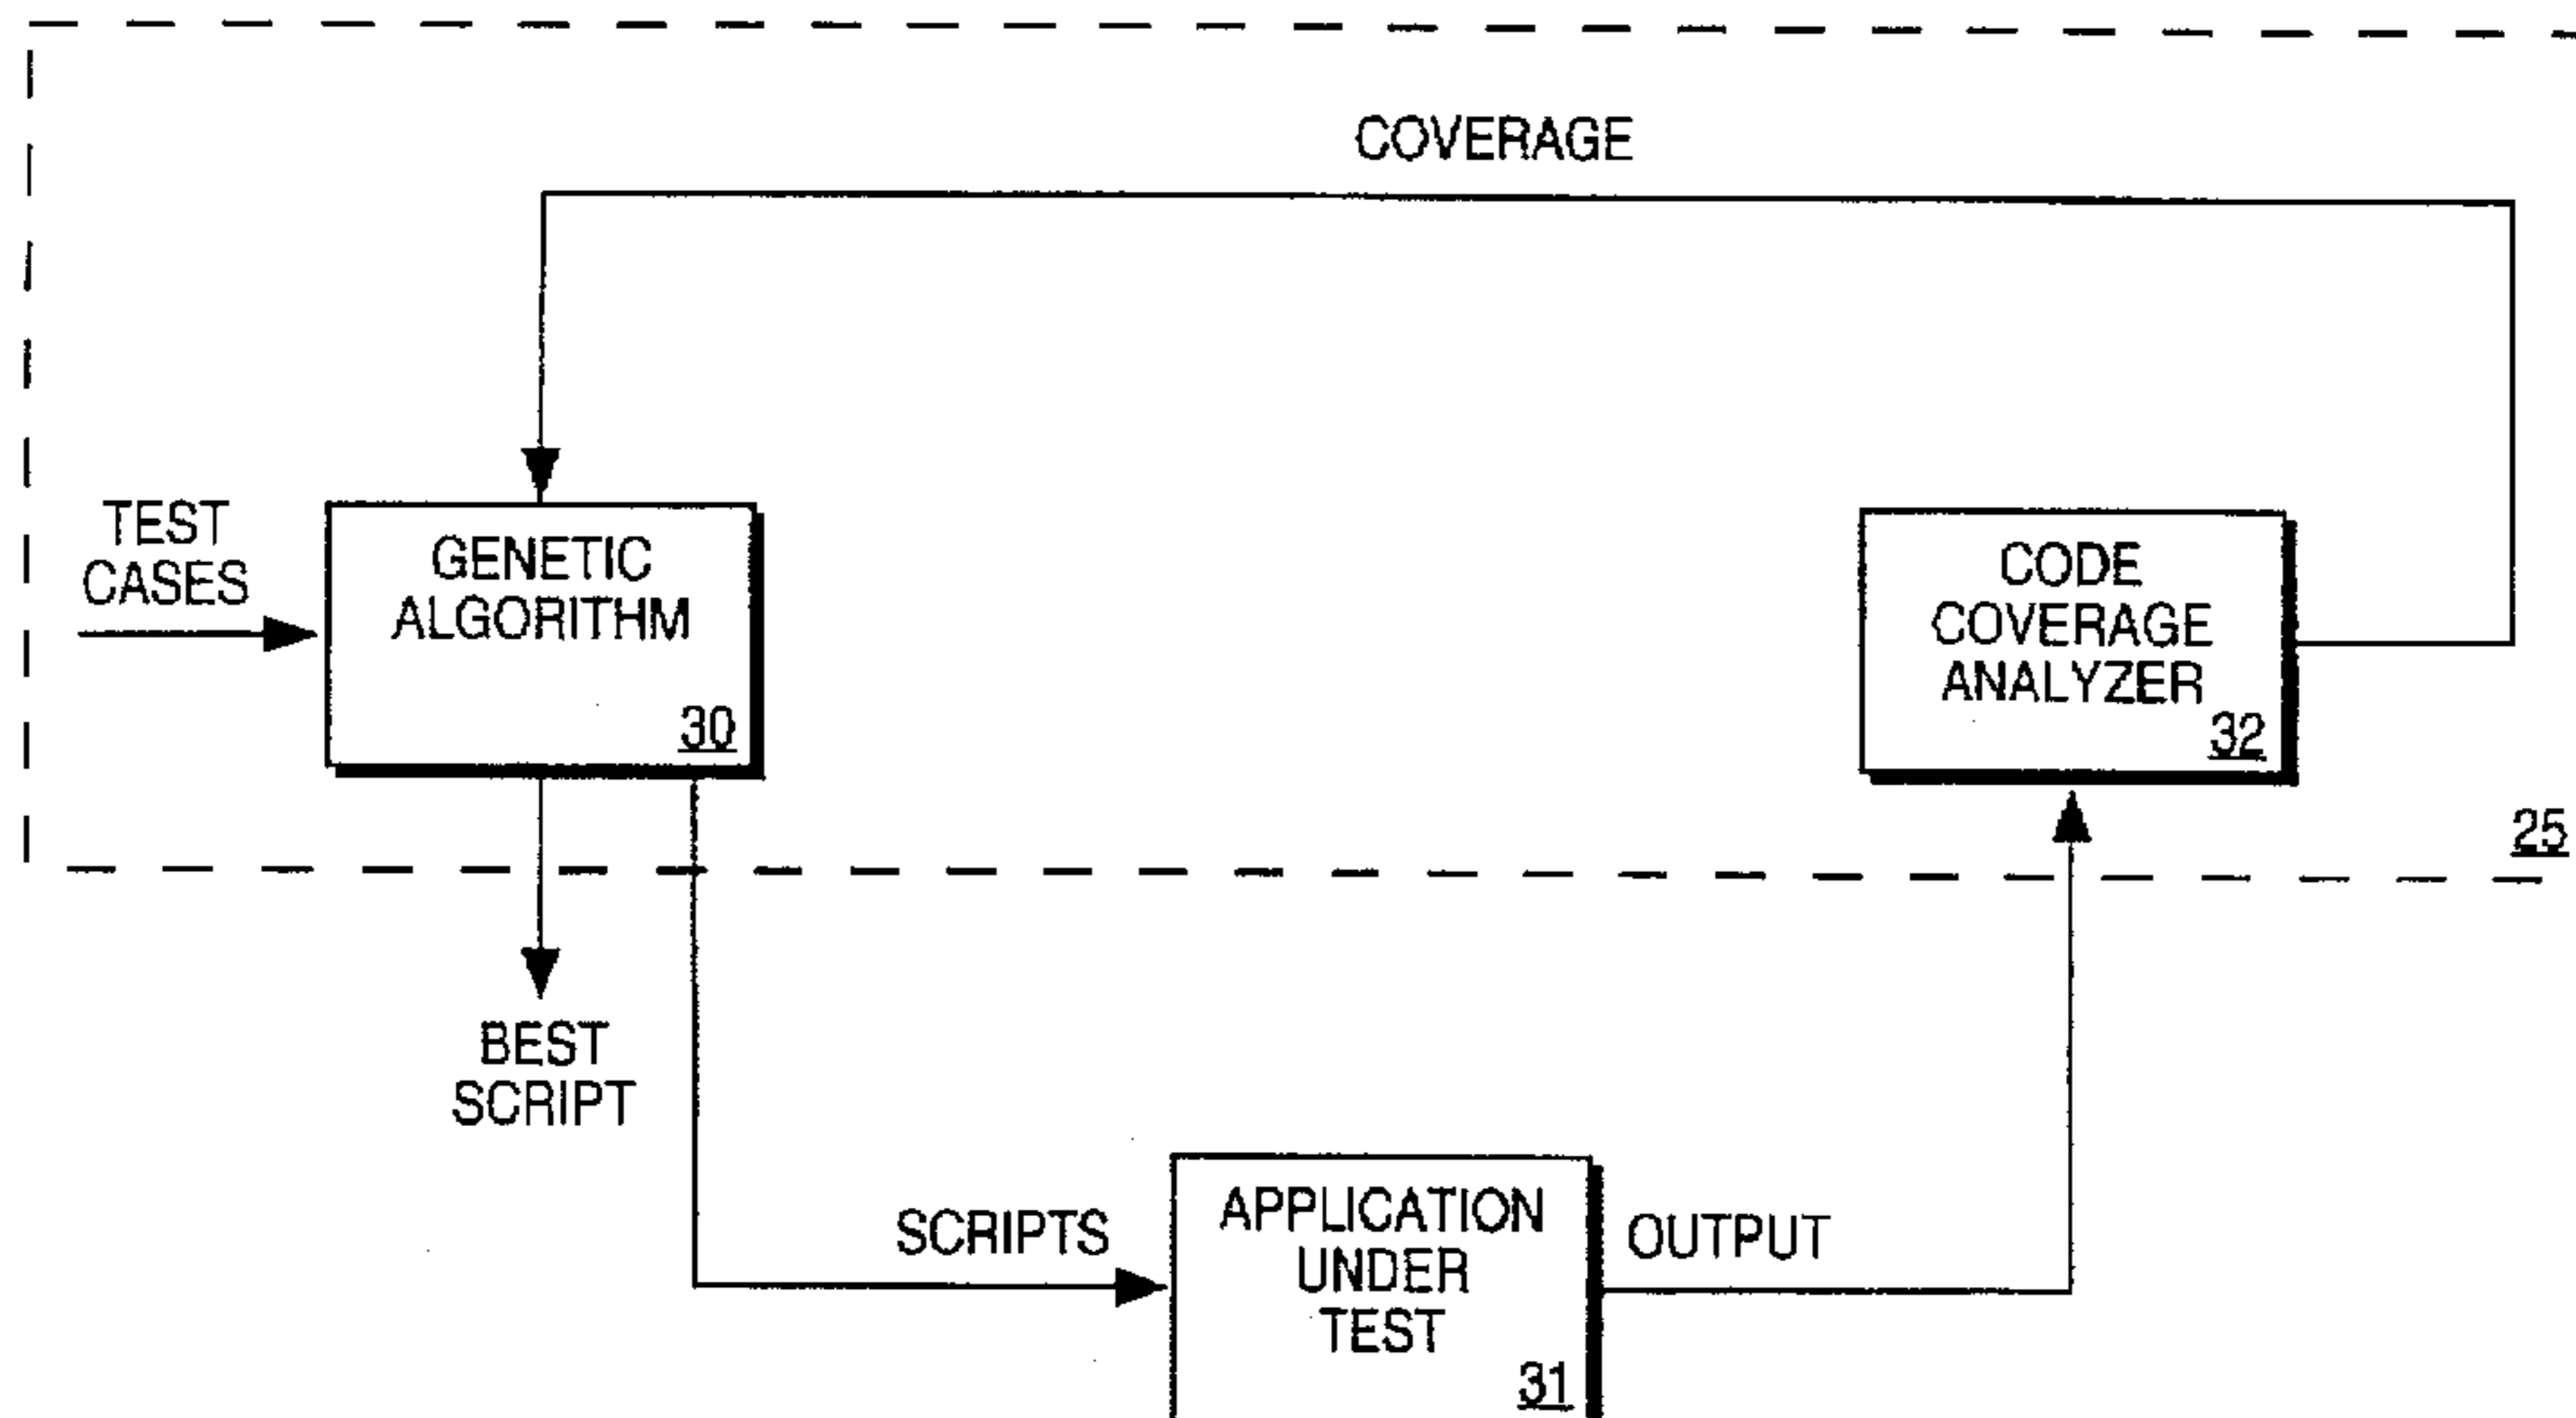 COVERAGE
TEST
CASES
GENETIC
ALGORITHM
30
CODE
COVERAGE
ANALYZER
32
25
BEST
SCRIPT
SCRIPTS
APPLICATION
UNDER
TEST
31
OUTPUT